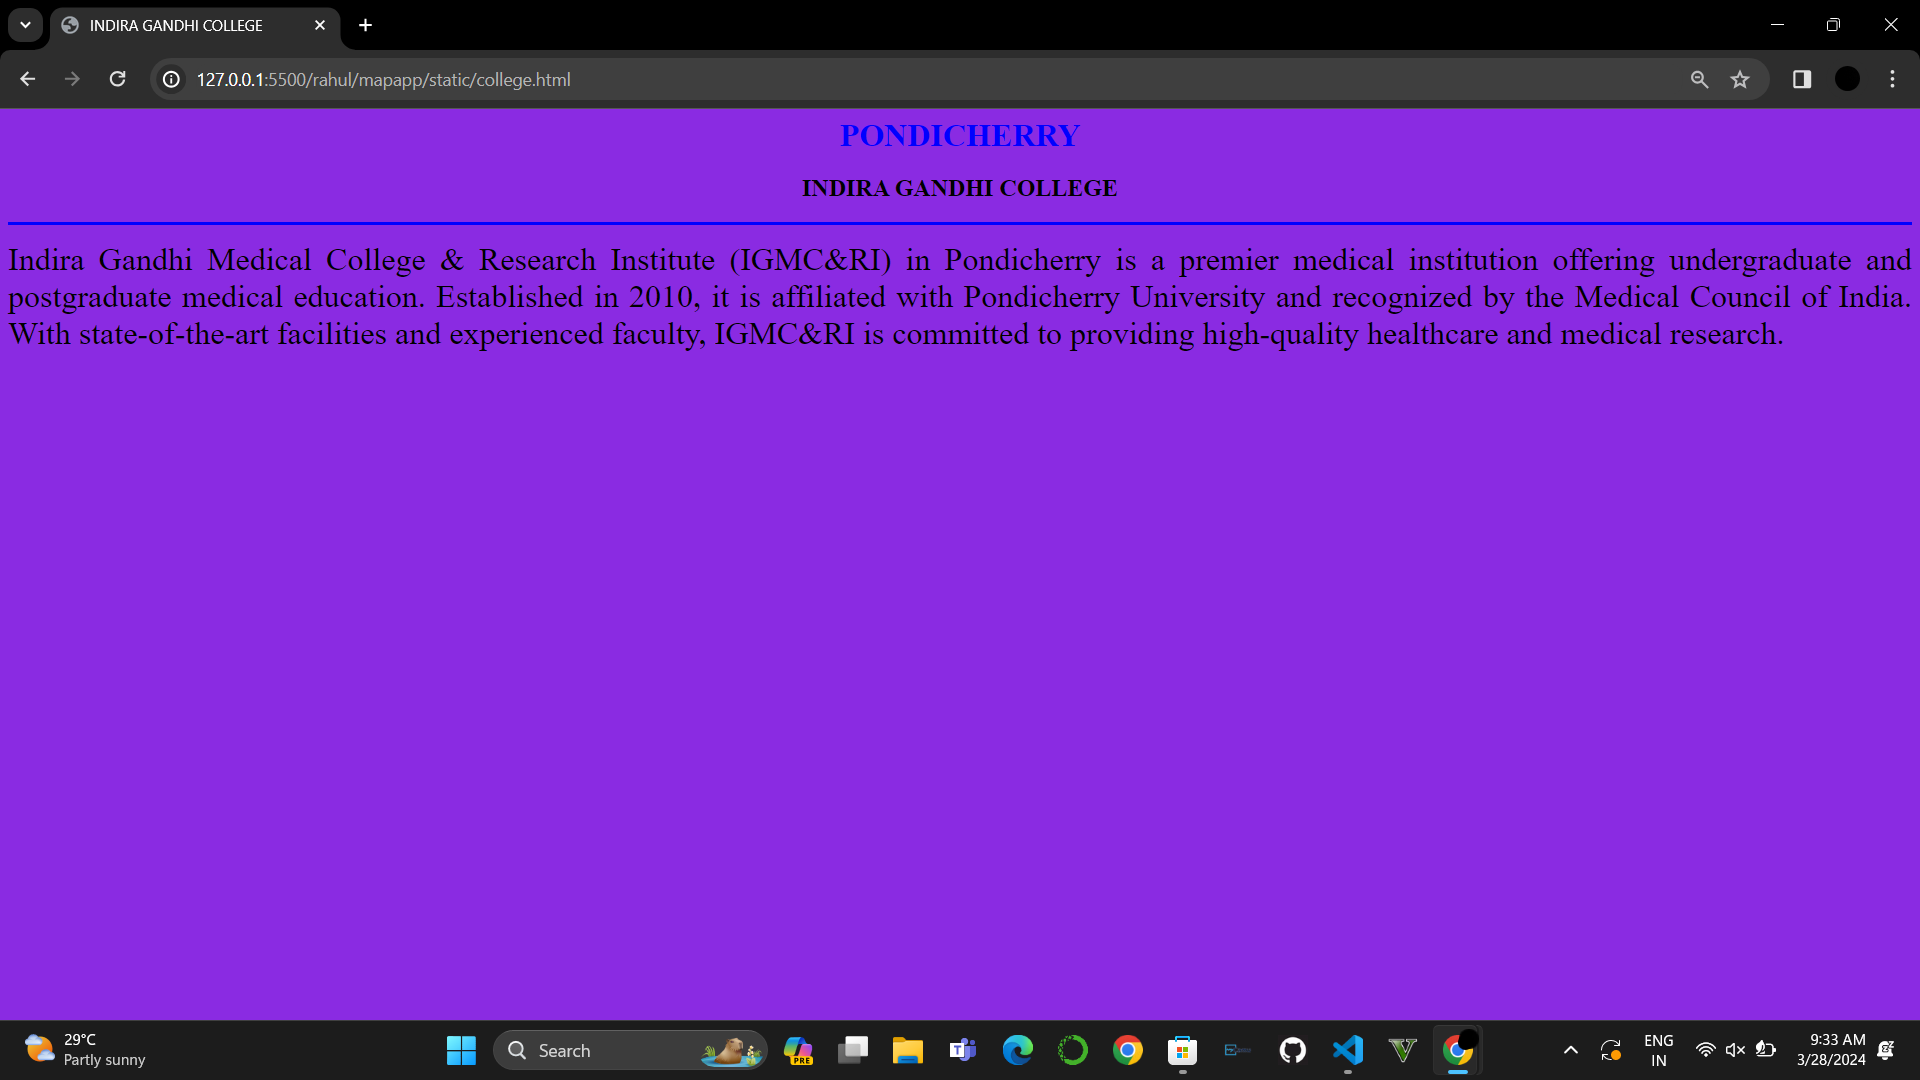 INDIRA GANDHI COLLEGE
127.0.0.1:5500/rahul/mapapp/static/college.html
PONDICHERRY
INDIRA GANDHI COLLEGE
Indira Gandhi Medical College & Research Institute (IGMC&RI) in Pondicherry is a premier medical institution offering undergraduate and
postgraduate medical education. Established in 2010, it is affiliated with Pondicherry University and recognized by the Medical Council of India.
With state-of-the-art facilities and experienced faculty, IGMC&RI is committed to providing high-quality healthcare and medical research.
29°C
Partly sunny
Search
PRE
ENG
IN
9:33 AM
3/28/2024